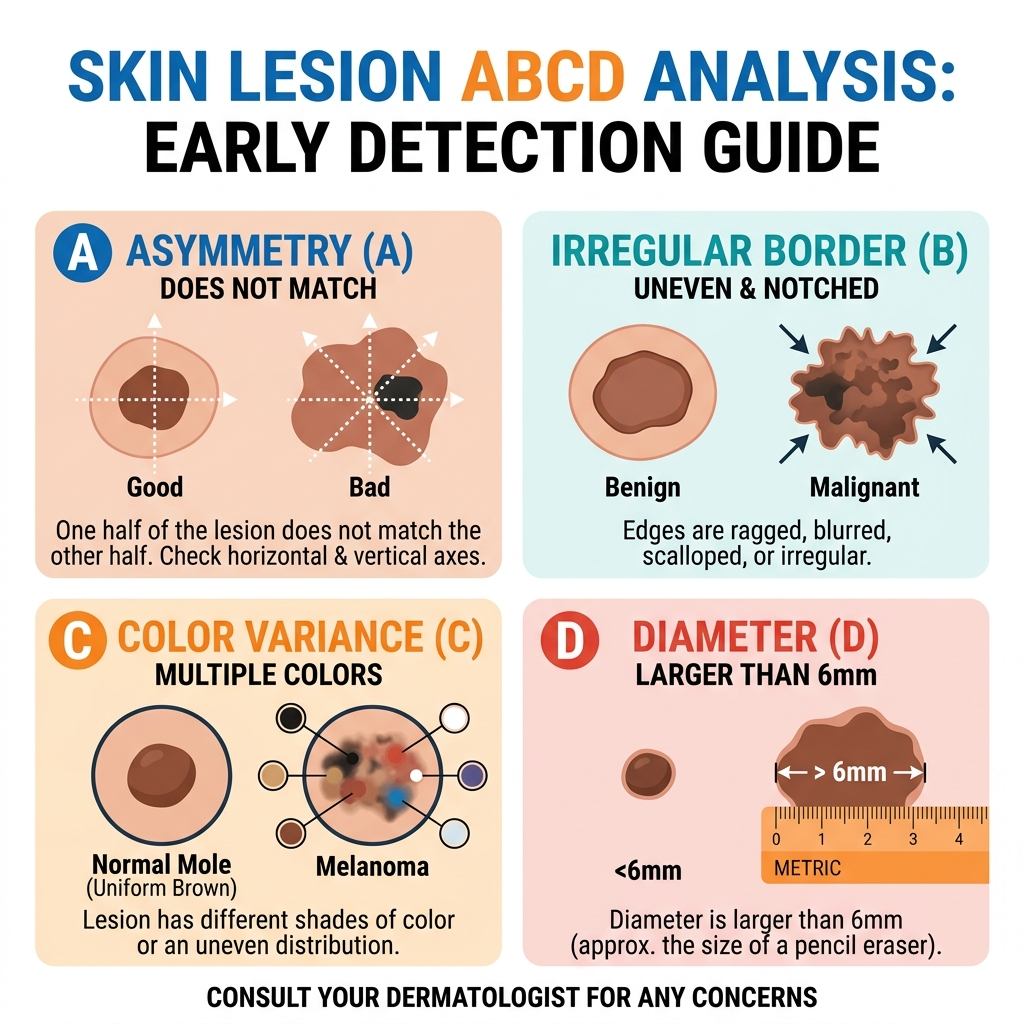 SKIN LESION ABCD ANALYSIS:
EARLY DETECTION GUIDE
A
ASYMMETRY (A)
DOES NOT MATCH
Good
Bad
One half of the lesion does not match the
other half. Check horizontal & vertical axes.
IRREGULAR BORDER (B)
UNEVEN & NOTCHED
Benign
Malignant
Edges are ragged, blurred,
scalloped, or irregular.
C
COLOR VARIANCE (C)
MULTIPLE COLORS
Normal Mole
(Uniform Brown)
Melanoma
Lesion has different shades of color
or an uneven distribution.
D
DIAMETER (D)
LARGER THAN 6mm
<6mm
> 6mm
0 1 2 3 4
METRIC
Diameter is larger than 6mm
(approx. the size of a pencil eraser).
CONSULT YOUR DERMATOLOGIST FOR ANY CONCERNS